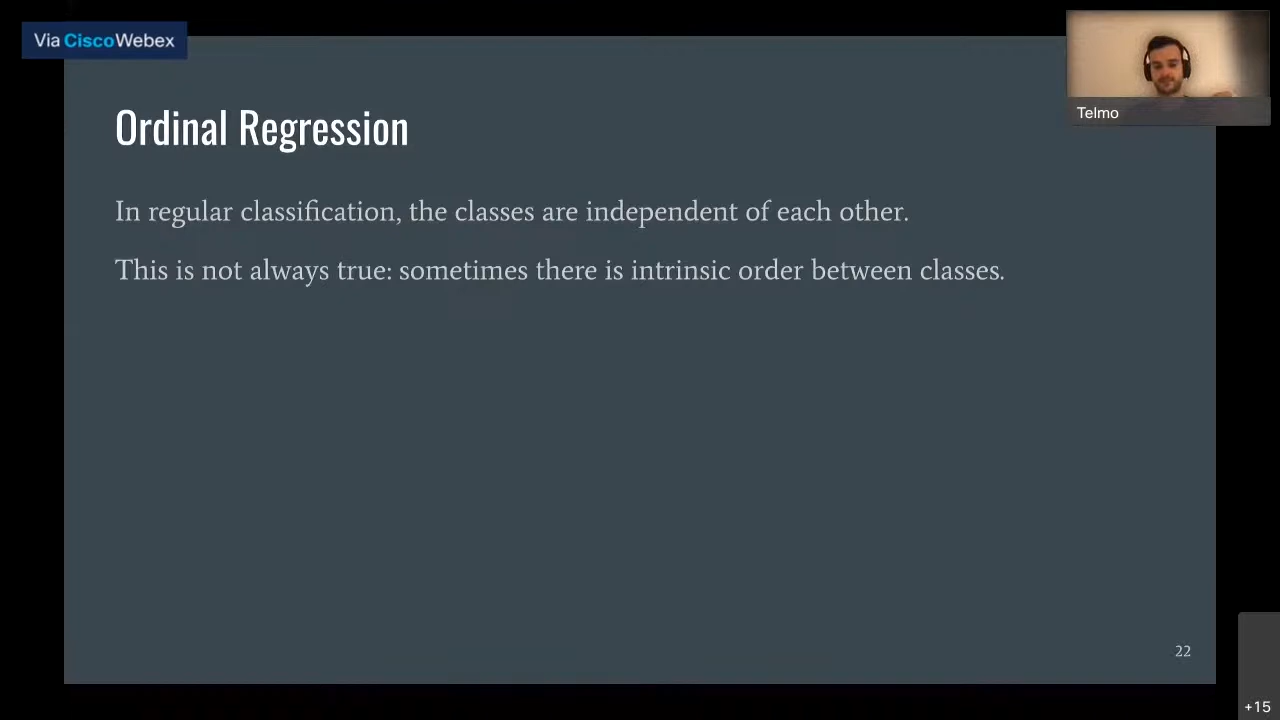 Via Cisco Webex
Telmo
Ordinal Regression
In regular classification, the classes are independent of each other.
This is not always true: sometimes there is intrinsic order between classes.
22
+15